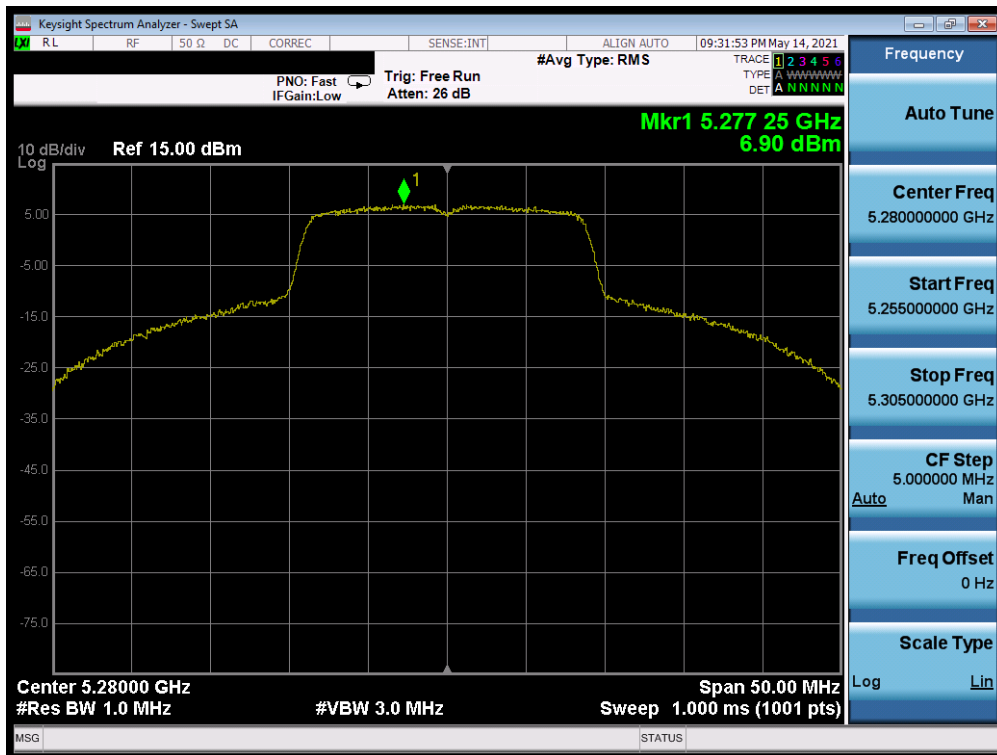 Keysight Spectrum Analyzer - Swept SA
LXI RL RF 50 Ω DC CORREC SENSE:INT ALIGN AUTO 09:31:53 PM May 14, 2021
PNO: Fast
IFGain:Low
Trig: Free Run
Atten: 26 dB
#Avg Type: RMS
TRACE 1 2 3 4 5 6
TYPE A WWWWW
DET A N N N N N
Mkr1 5.277 25 GHz
6.90 dBm
10 dB/div Ref 15.00 dBm
Log
1
5.00
-5.00
-15.0
-25.0
-35.0
-45.0
-55.0
-65.0
-75.0
Center 5.28000 GHz Span 50.00 MHz
#Res BW 1.0 MHz #VBW 3.0 MHz Sweep 1.000 ms (1001 pts)
MSG STATUS
Frequency
Auto Tune
Center Freq
5.280000000 GHz
Start Freq
5.255000000 GHz
Stop Freq
5.305000000 GHz
CF Step
5.000000 MHz
Auto Man
Freq Offset
0 Hz
Scale Type
Log Lin